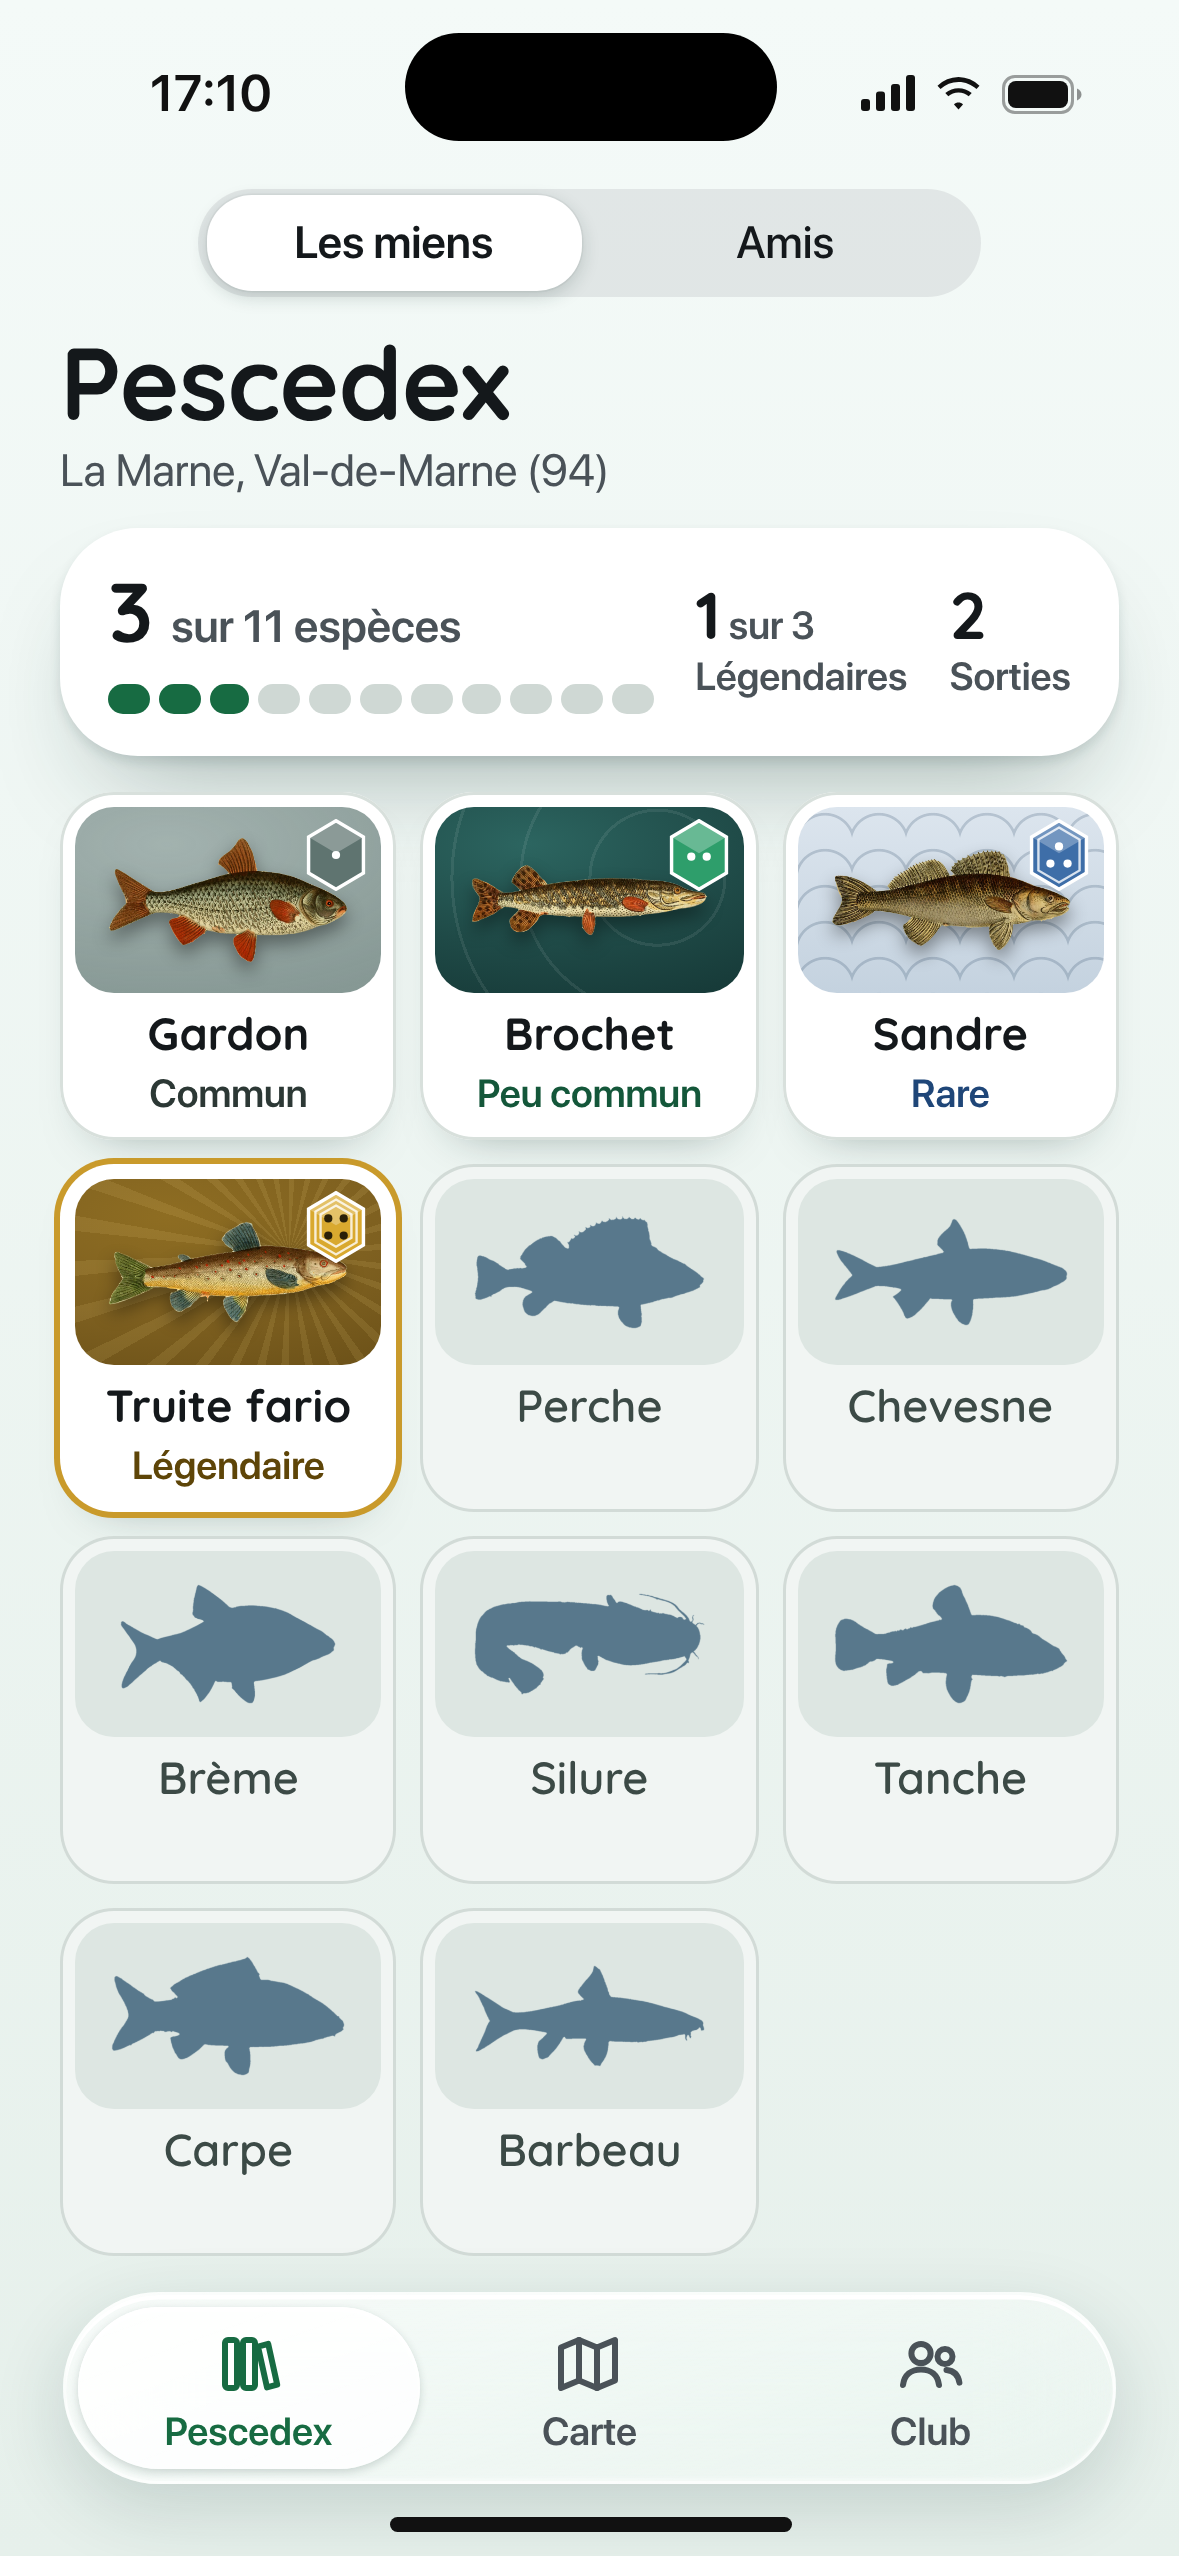 17:10
Les miens
Amis
Pescedex
La Marne, Val-de-Marne (94)
3 sur 11 espèces
1 sur 3
Légendaires
2
Sorties
Gardon
Commun
Brochet
Peu commun
Sandre
Rare
Truite fario
Légendaire
Perche
Chevesne
Brème
Silure
Tanche
Carpe
Barbeau
Pescedex
Carte
Club